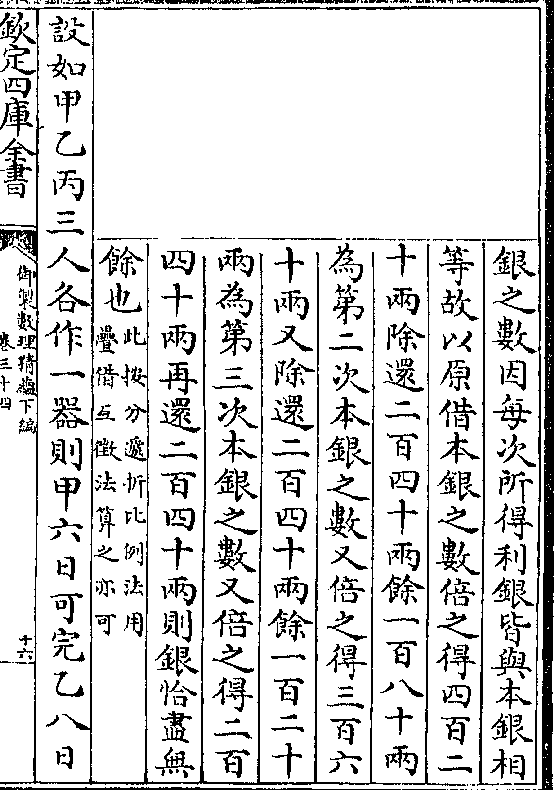 銀之數因每次所得利銀皆與本銀相
等故以原借本銀之數倍之得四百二
十兩除還二百四十兩餘一百八十兩
為第二次本銀之數又倍之得三百六
十兩又除還二百四十兩餘一百二十
兩為第三次本銀之數又倍之得二百
四十兩再還二百四十兩則銀恰盡無
餘也此按分遞折比例法用
疊借互徵法算之亦可
設如甲乙丙三人各作一器則甲六日可完乙八日
欽定四庫全書
御製數理精蘊下編
卷三十四
十六